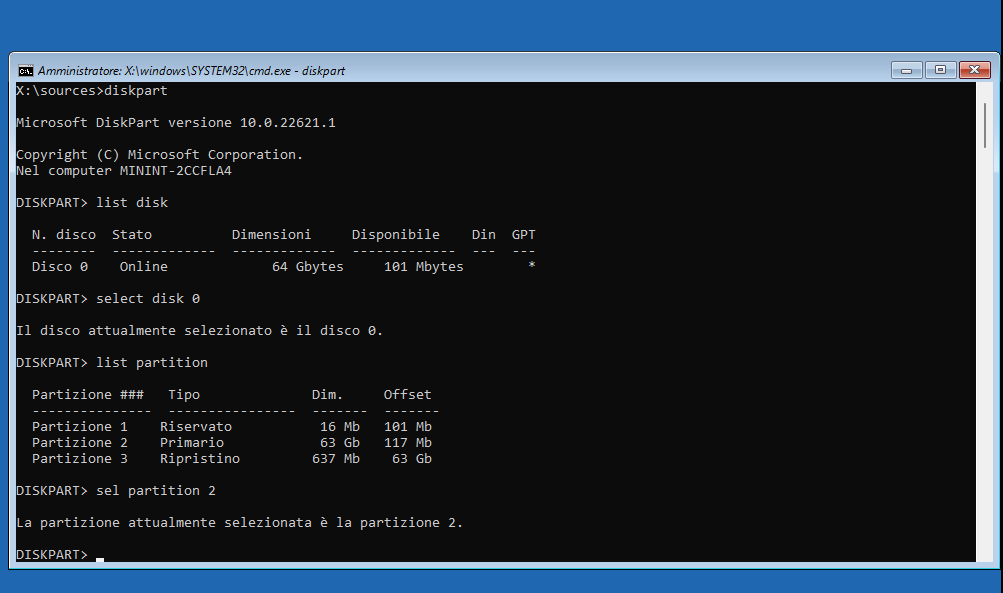 Amministratore: X:\windows\SYSTEM32\cmd.exe - diskpart
X:\sources>diskpart
Microsoft DiskPart versione 10.0.22621.1
Copyright (C) Microsoft Corporation.
Nel computer MININT-2CCFLA4
DISKPART> list disk
  N. disco  Stato          Dimensioni     Disponibile    Din  GPT
  --------  -------------  -------------  -------------  ---  ---
  Disco 0    Online             64 Gbytes     101 Mbytes        *
DISKPART> select disk 0
Il disco attualmente selezionato è il disco 0.
DISKPART> list partition
  Partizione ###   Tipo              Dim.     Offset
  ---------------  ----------------  -------  -------
  Partizione 1    Riservato           16 Mb   101 Mb
  Partizione 2    Primario            63 Gb   117 Mb
  Partizione 3    Ripristino         637 Mb    63 Gb
DISKPART> sel partition 2
La partizione attualmente selezionata è la partizione 2.
DISKPART>